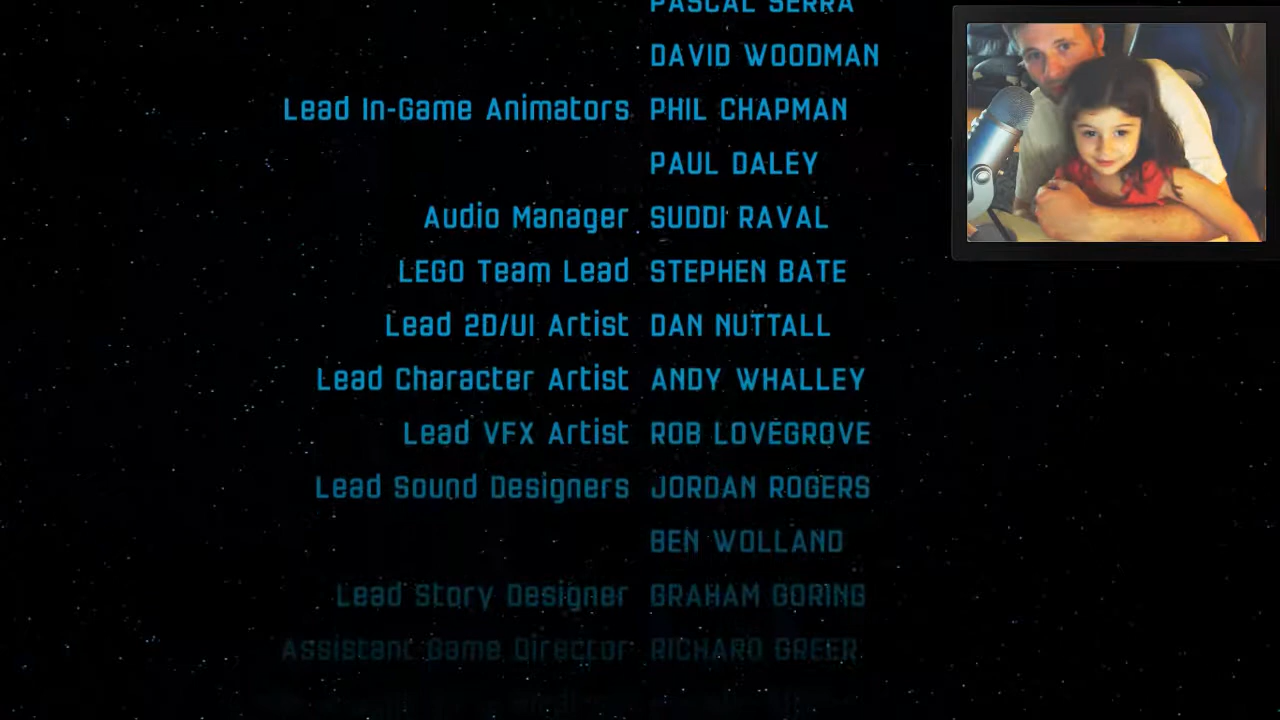 PASCAL SERRA
DAVID WOODMAN
Lead In-Game Animators PHIL CHAPMAN
PAUL DALEY
Audio Manager SUDDI RAVAL
LEGO Team Lead STEPHEN BATE
Lead 2D/UI Artist DAN NUTTALL
Lead Character Artist ANDY WHALLEY
Lead VFX Artist ROB LOVEGROVE
Lead Sound Designers JORDAN ROGERS
BEN WOLLAND
Lead Story Designer GRAHAM GORING
Assistant Game Director RICHARD GREER